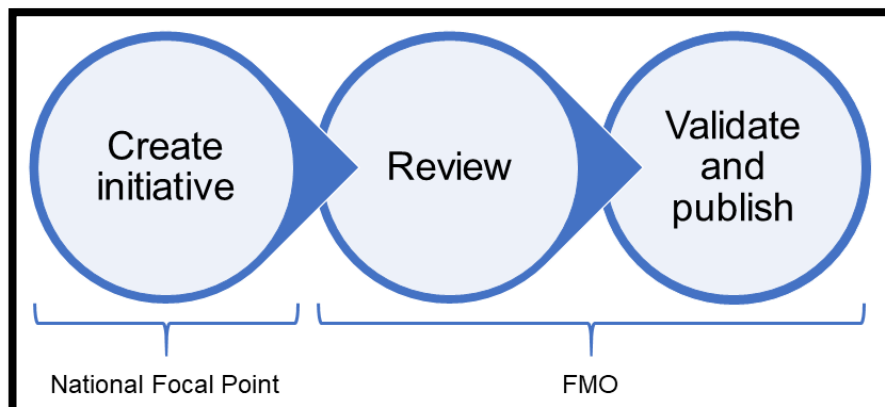 Create
initiative
Review
Validate
and
publish
National Focal Point
FMO